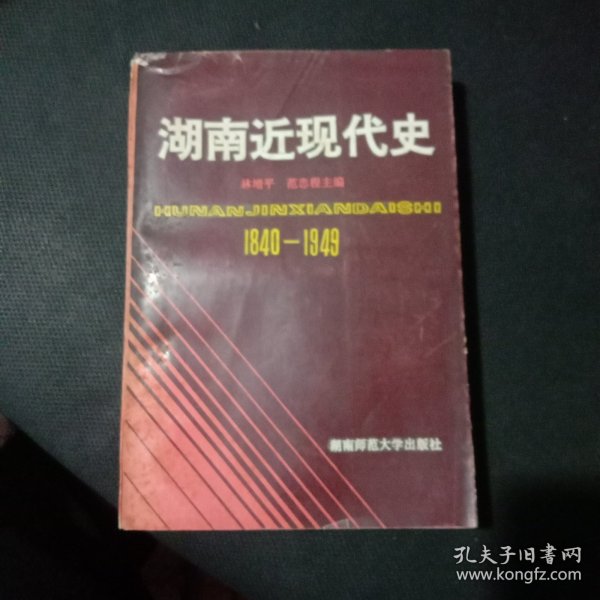 湖南近现代史
林增平 范忠程主编
HUNANJINXIANDAISHI
1840—1949
湖南师范大学出版社
孔夫子旧書网
www.kongfz.com